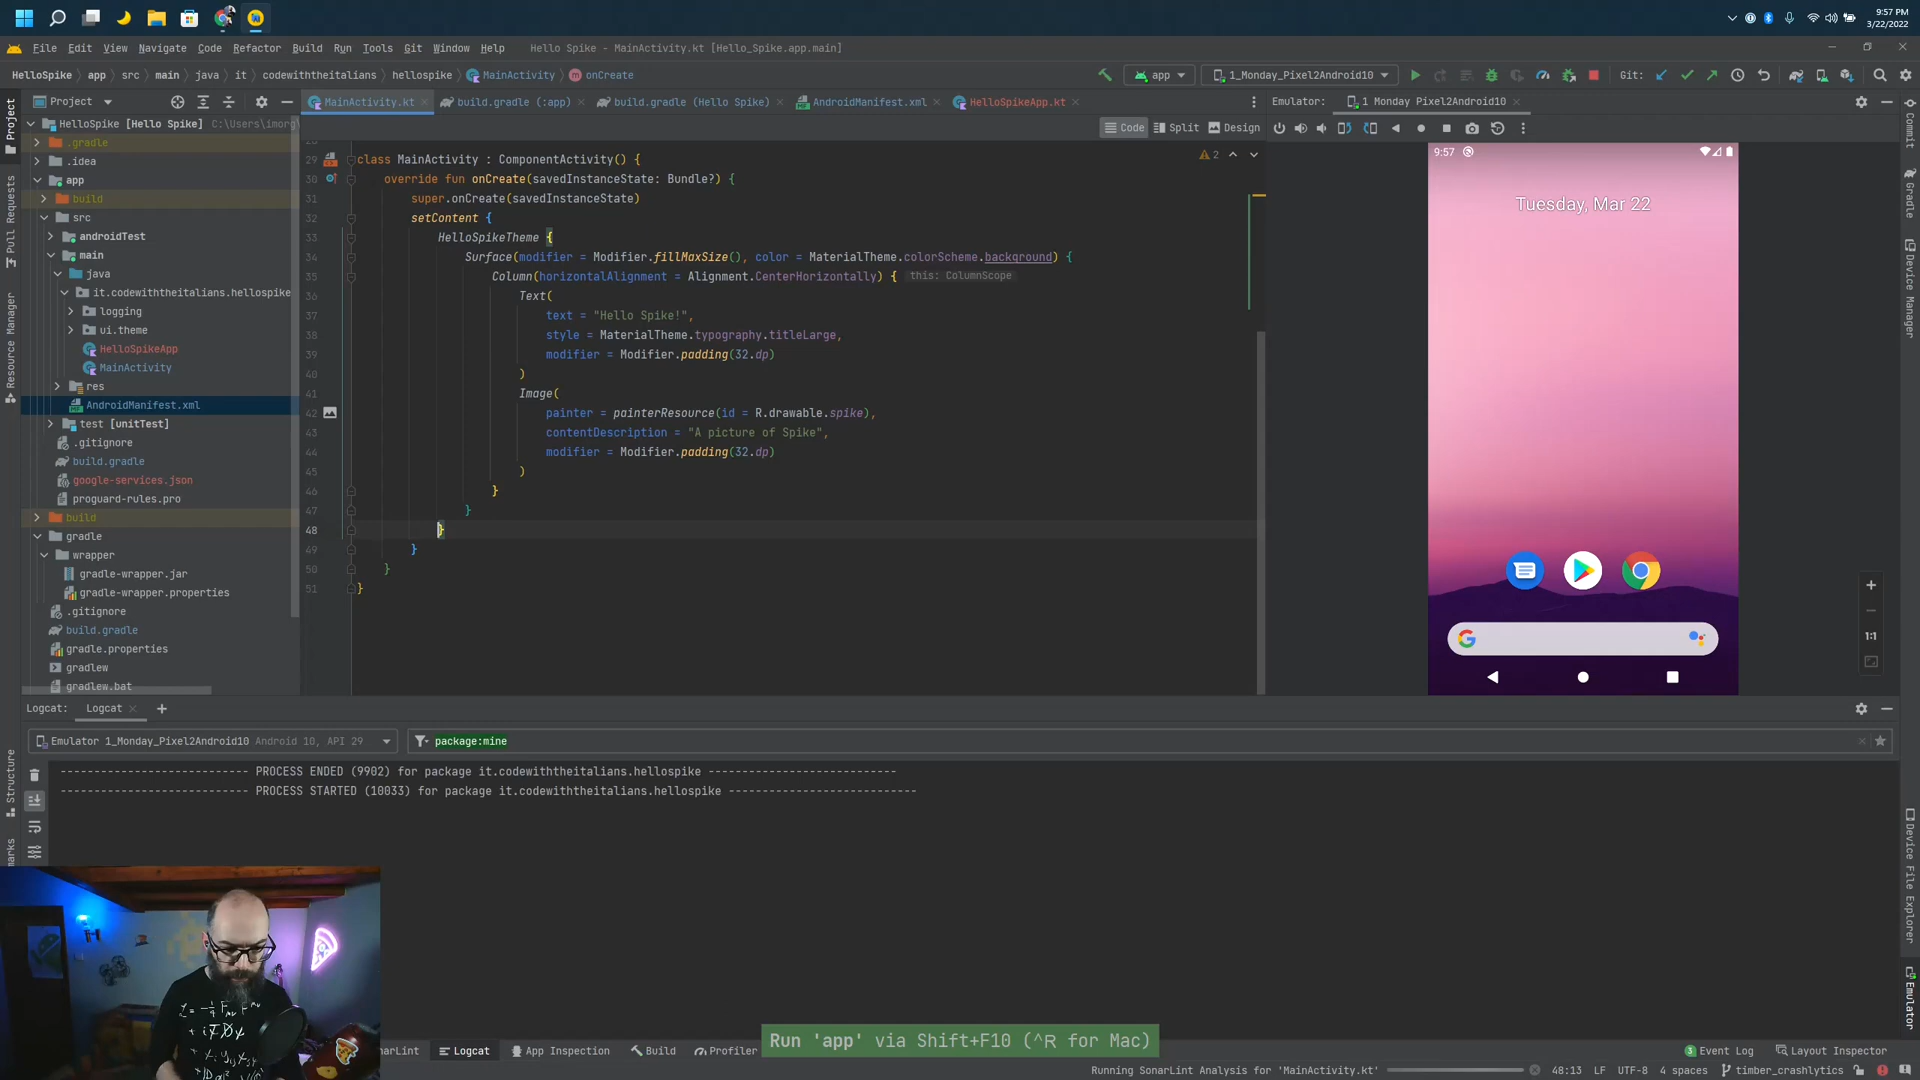 9:57 PM
3/22/2022
File Edit View Navigate Code Refactor Build Run Tools Git Window Help Hello Spike - MainActivity.kt [Hello_Spike.app.main]
HelloSpike app src main java it codewiththeitalians hellospike MainActivity onCreate app 1_Monday_Pixel2Android10 Git:
Project MainActivity.kt build.gradle (:app) build.gradle (Hello Spike) AndroidManifest.xml HelloSpikeApp.kt Emulator: 1 Monday Pixel2Android10
Code Split Design
Project
Pull Requests
Resource Manager
Structure
HelloSpike [Hello Spike] C:\Users\imorg
.gradle
.idea
app
build
src
androidTest
main
java
it.codewiththeitalians.hellospike
logging
ui.theme
HelloSpikeApp
MainActivity
res
AndroidManifest.xml
test [unitTest]
.gitignore
build.gradle
google-services.json
proguard-rules.pro
build
gradle
wrapper
gradle-wrapper.jar
gradle-wrapper.properties
.gitignore
build.gradle
gradle.properties
gradlew
gradlew.bat
2
29 class MainActivity : ComponentActivity() {
30 override fun onCreate(savedInstanceState: Bundle?) {
31 super.onCreate(savedInstanceState)
32 setContent {
33 HelloSpikeTheme {
34 Surface(modifier = Modifier.fillMaxSize(), color = MaterialTheme.colorScheme.background) {
35 Column(horizontalAlignment = Alignment.CenterHorizontally) { this: ColumnScope
36 Text(
37 text = "Hello Spike!",
38 style = MaterialTheme.typography.titleLarge,
39 modifier = Modifier.padding(32.dp)
40 )
41 Image(
42 painter = painterResource(id = R.drawable.spike),
43 contentDescription = "A picture of Spike",
44 modifier = Modifier.padding(32.dp)
45 )
46 }
47 }
48 }
49 }
50 }
51 }
9:57
Tuesday, Mar 22
1:1
Commit
Gradle
Device Manager
Device File Explorer
Emulator
Logcat: Logcat
Emulator 1_Monday_Pixel2Android10 Android 10, API 29 package:mine
--------------------------- PROCESS ENDED (9902) for package it.codewiththeitalians.hellospike ---------------------------
--------------------------- PROCESS STARTED (10033) for package it.codewiththeitalians.hellospike ---------------------------
Run 'app' via Shift+F10 (^R for Mac)
Logcat App Inspection Build Profiler 3 Event Log Layout Inspector
Running SonarLint Analysis for 'MainActivity.kt' 48:13 LF UTF-8 4 spaces timber_crashlytics